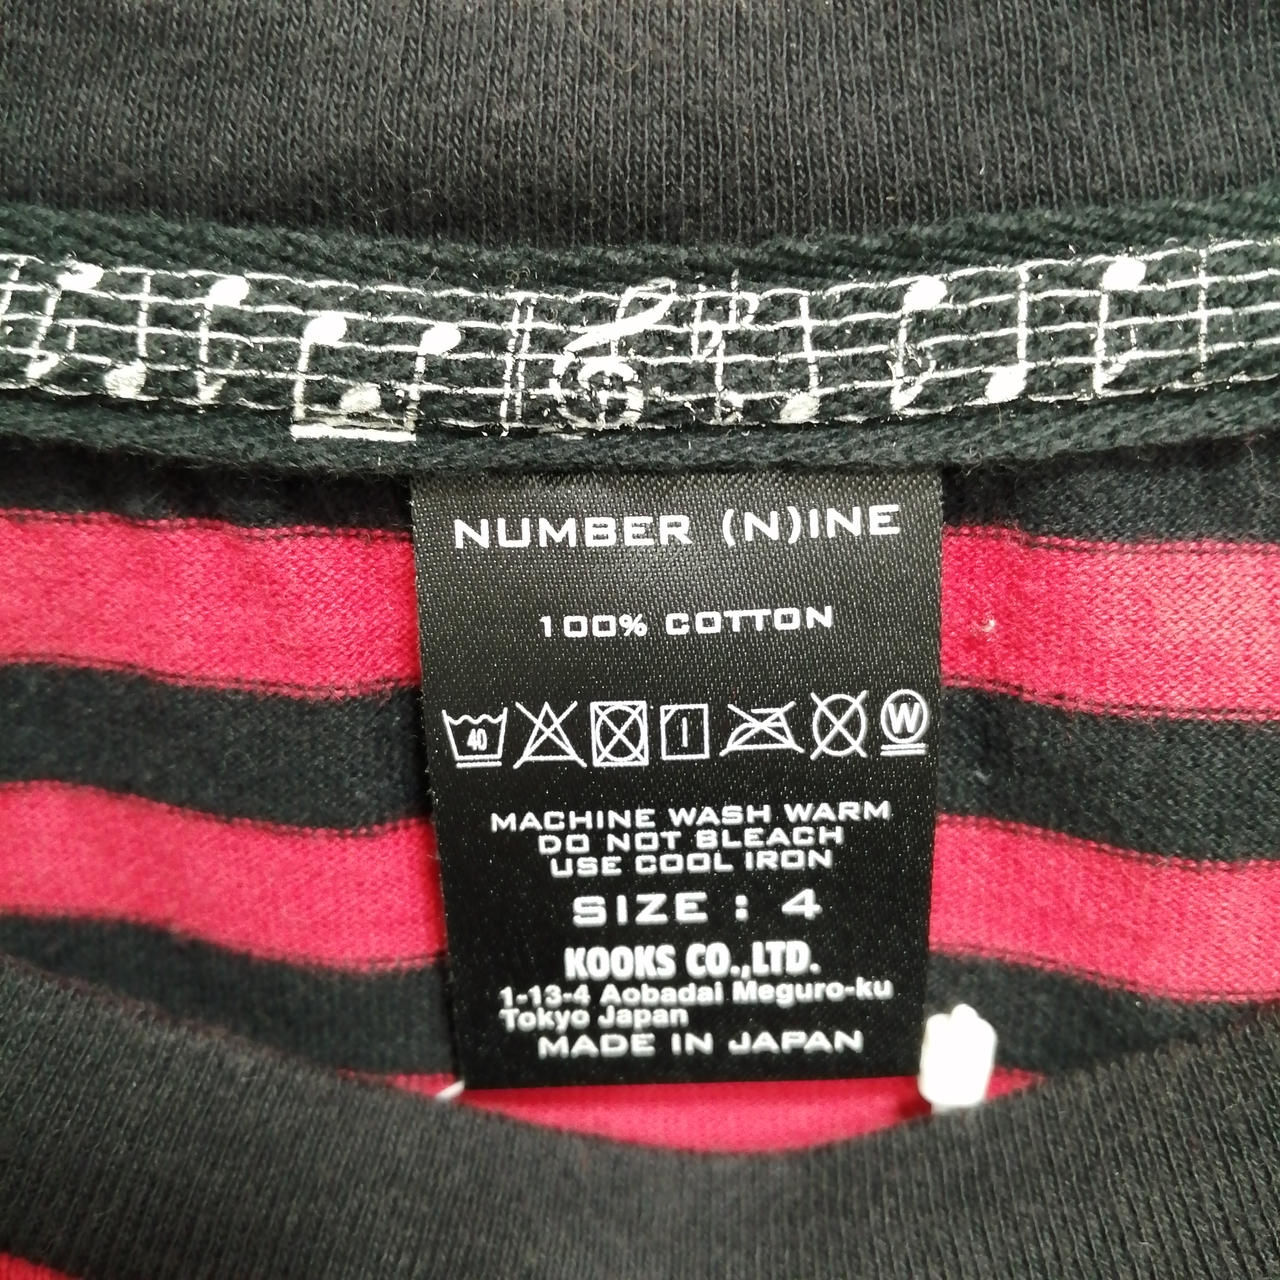 NUMBER (N)INE
100% COTTON
40 W
MACHINE WASH WARM
DO NOT BLEACH
USE COOL IRON
SIZE : 4
KOOKS CO.,LTD.
1-13-4 Aobadai Meguro-ku
Tokyo Japan
MADE IN JAPAN